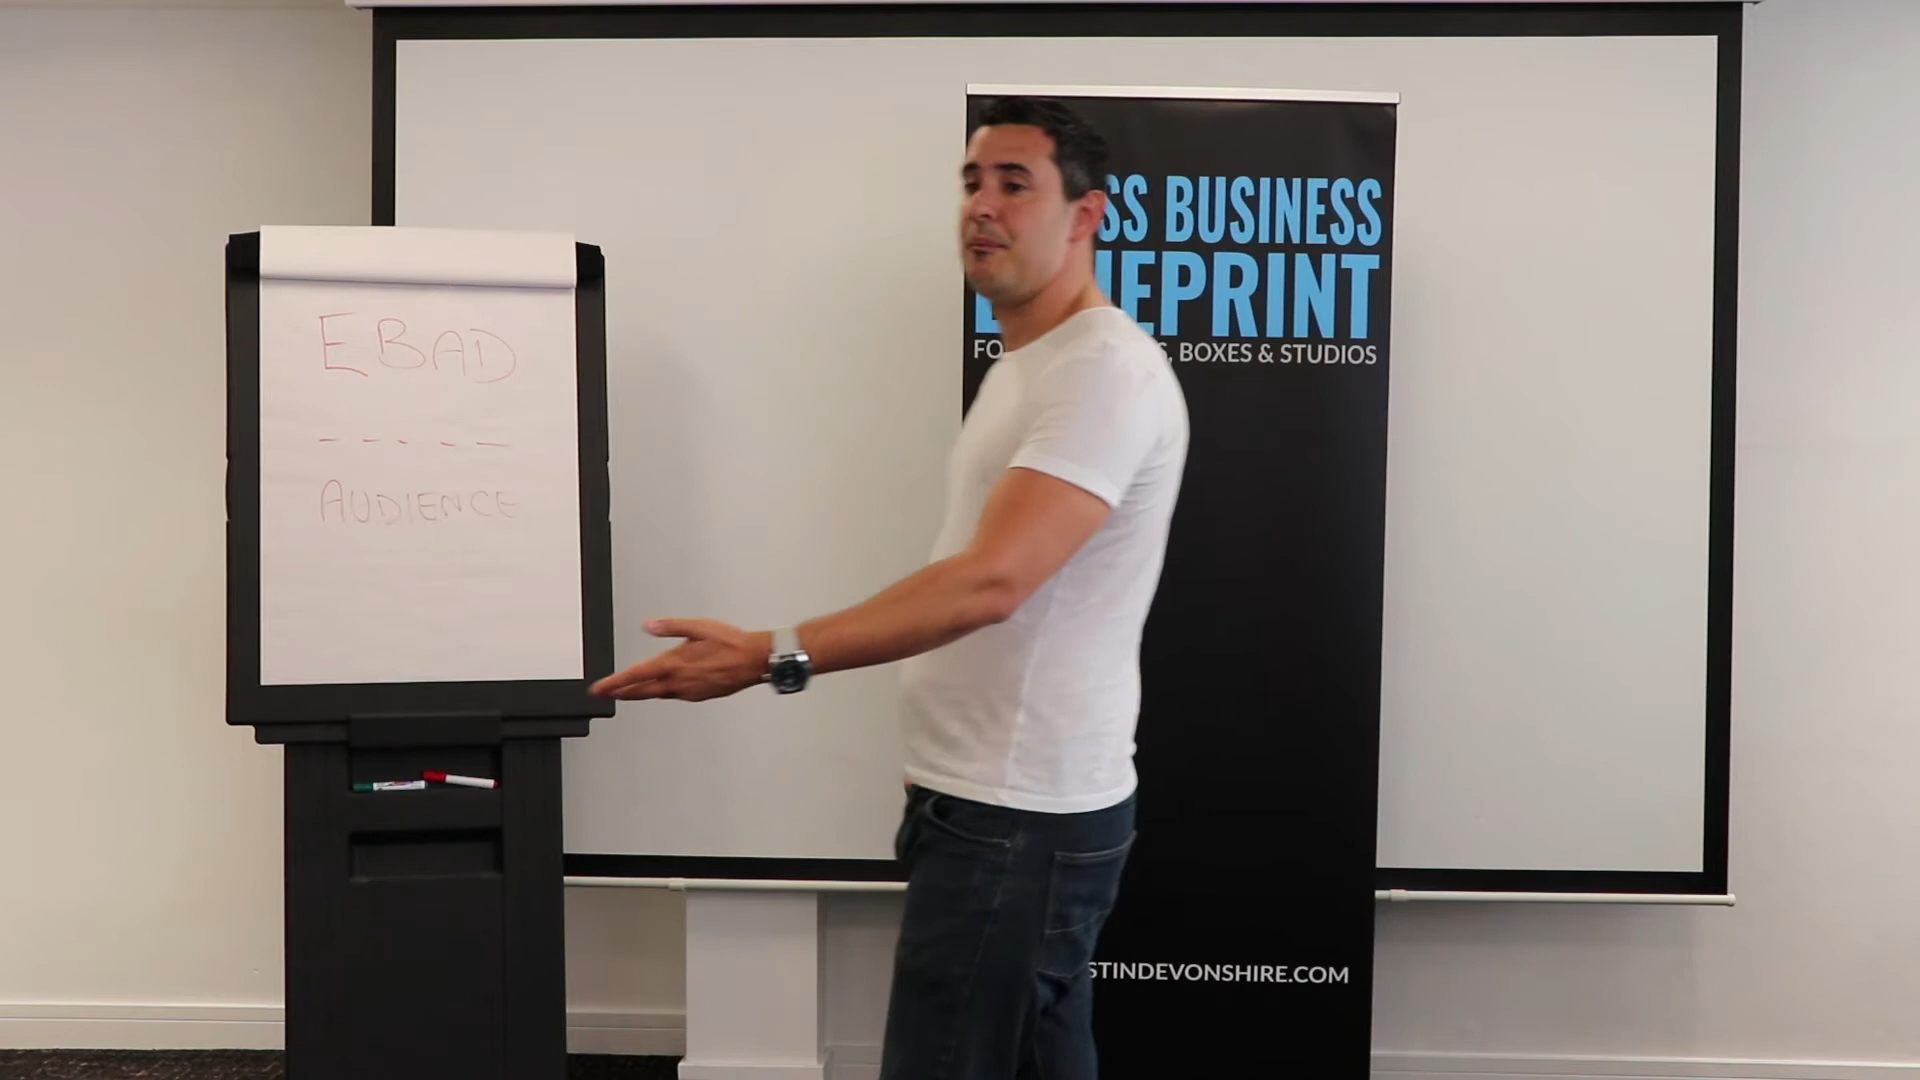 EBAD
- - - - -
AUDIENCE
SS BUSINESS
EPRINT
FO
, BOXES & STUDIOS
STINDEVONSHIRE.COM